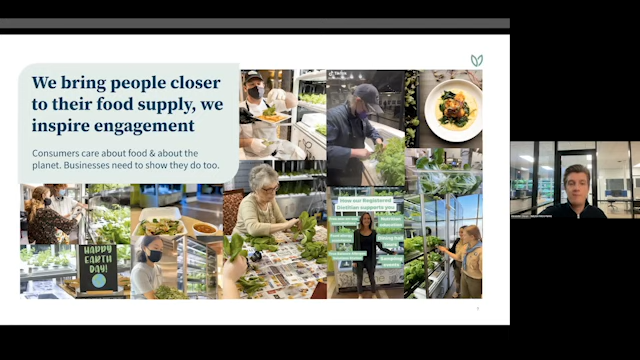 We bring people closer
to their food supply, we
inspire engagement
Consumers care about food & about the
planet. Businesses need to show they do too.
TikTok
How our Registered
Dietitian supports you
HAPPY
EARTH
DAY!